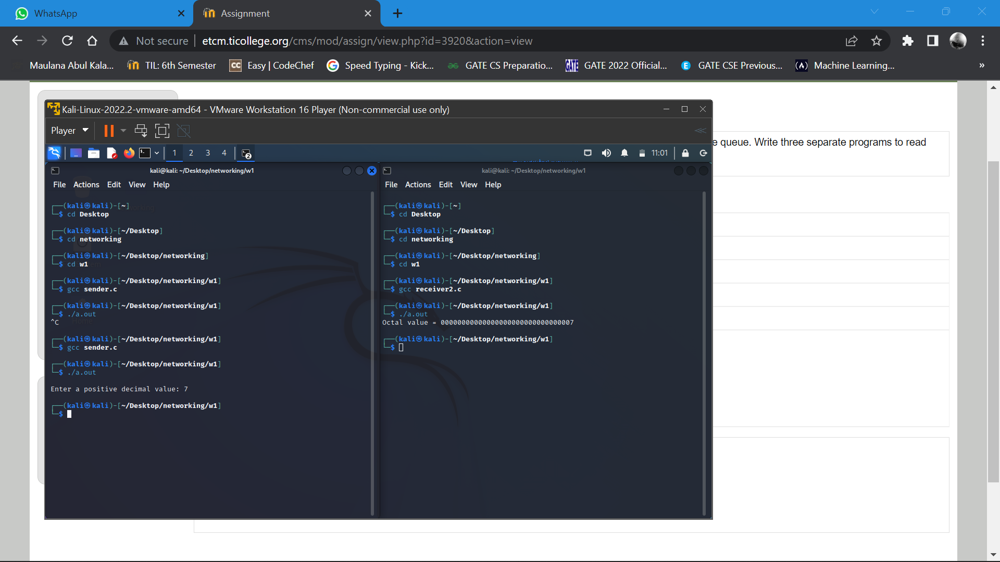 WhatsApp
Assignment
Not secure etcm.ticollege.org/cms/mod/assign/view.php?id=3920&action=view
Maulana Abul Kala... TIL: 6th Semester CC Easy | CodeChef Speed Typing - Kick... GATE CS Preparatio... GATE GATE 2022 Official... E GATE CSE Previous... Machine Learning... »
Kali-Linux-2022.2-vmware-amd64 - VMware Workstation 16 Player (Non-commercial use only)
Player
1 2 3 4 2 11:01
e queue. Write three separate programs to read
kali@kali: ~/Desktop/networking/w1
File Actions Edit View Help
┌──(kali㉿kali)-[~]
└─$ cd Desktop
┌──(kali㉿kali)-[~/Desktop]
└─$ cd networking
┌──(kali㉿kali)-[~/Desktop/networking]
└─$ cd w1
┌──(kali㉿kali)-[~/Desktop/networking/w1]
└─$ gcc sender.c
┌──(kali㉿kali)-[~/Desktop/networking/w1]
└─$ ./a.out
^C
┌──(kali㉿kali)-[~/Desktop/networking/w1]
└─$ gcc sender.c
┌──(kali㉿kali)-[~/Desktop/networking/w1]
└─$ ./a.out
Enter a positive decimal value: 7
┌──(kali㉿kali)-[~/Desktop/networking/w1]
└─$
kali@kali: ~/Desktop/networking/w1
File Actions Edit View Help
┌──(kali㉿kali)-[~]
└─$ cd Desktop
┌──(kali㉿kali)-[~/Desktop]
└─$ cd networking
┌──(kali㉿kali)-[~/Desktop/networking]
└─$ cd w1
┌──(kali㉿kali)-[~/Desktop/networking/w1]
└─$ gcc receiver2.c
┌──(kali㉿kali)-[~/Desktop/networking/w1]
└─$ ./a.out
Octal value = 00000000000000000000000000000007
┌──(kali㉿kali)-[~/Desktop/networking/w1]
└─$